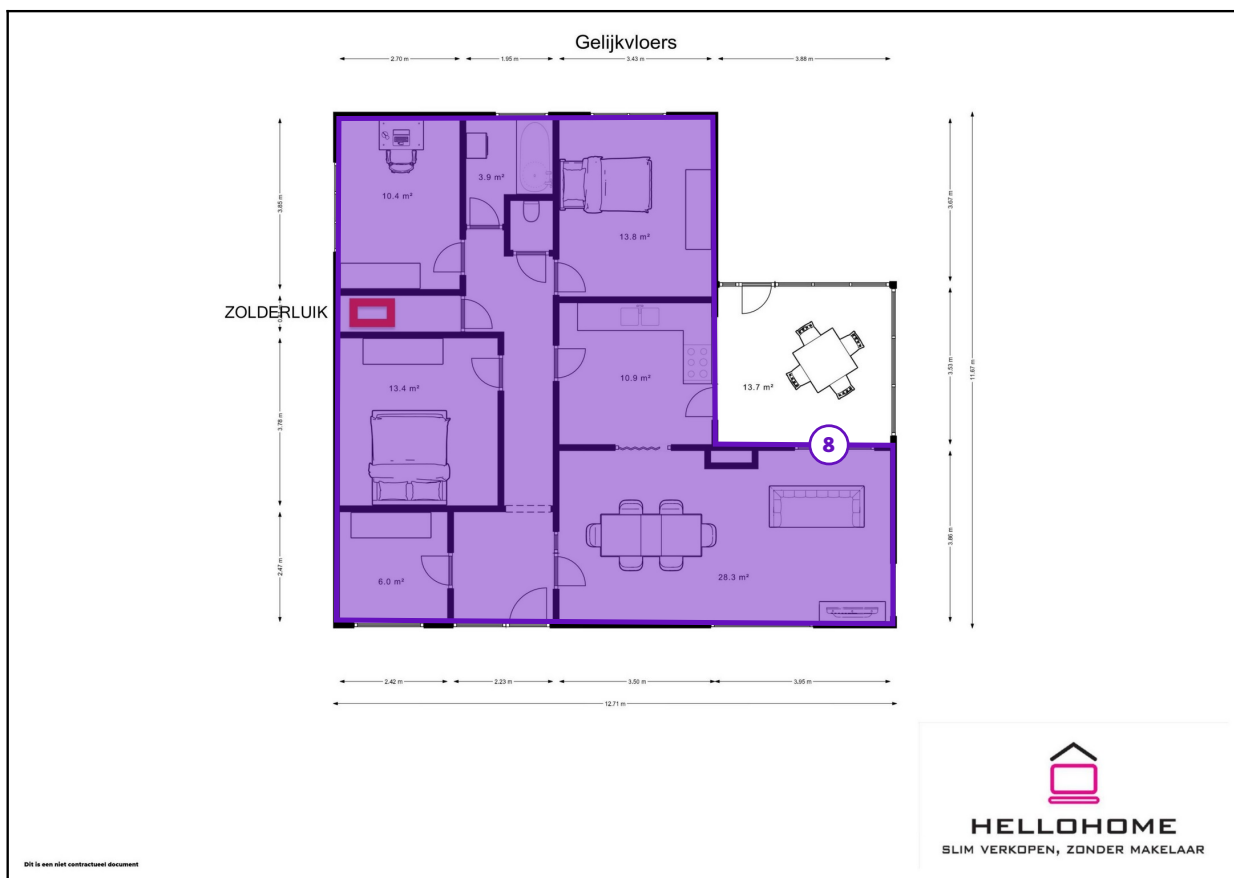 Gelijkvloers
2.70 m
1.95 m
3.43 m
3.88 m
3.85 m
3.78 m
2.47 m
10.4 m²
3.9 m²
13.8 m²
ZOLDERLUIK
13.4 m²
10.9 m²
13.7 m²
8
6.0 m²
28.3 m²
3.67 m
3.53 m
3.86 m
11.67 m
2.42 m
2.23 m
3.50 m
3.95 m
12.71 m
HELLOHOME
SLIM VERKOPEN, ZONDER MAKELAAR
Dit is een niet contractueel document